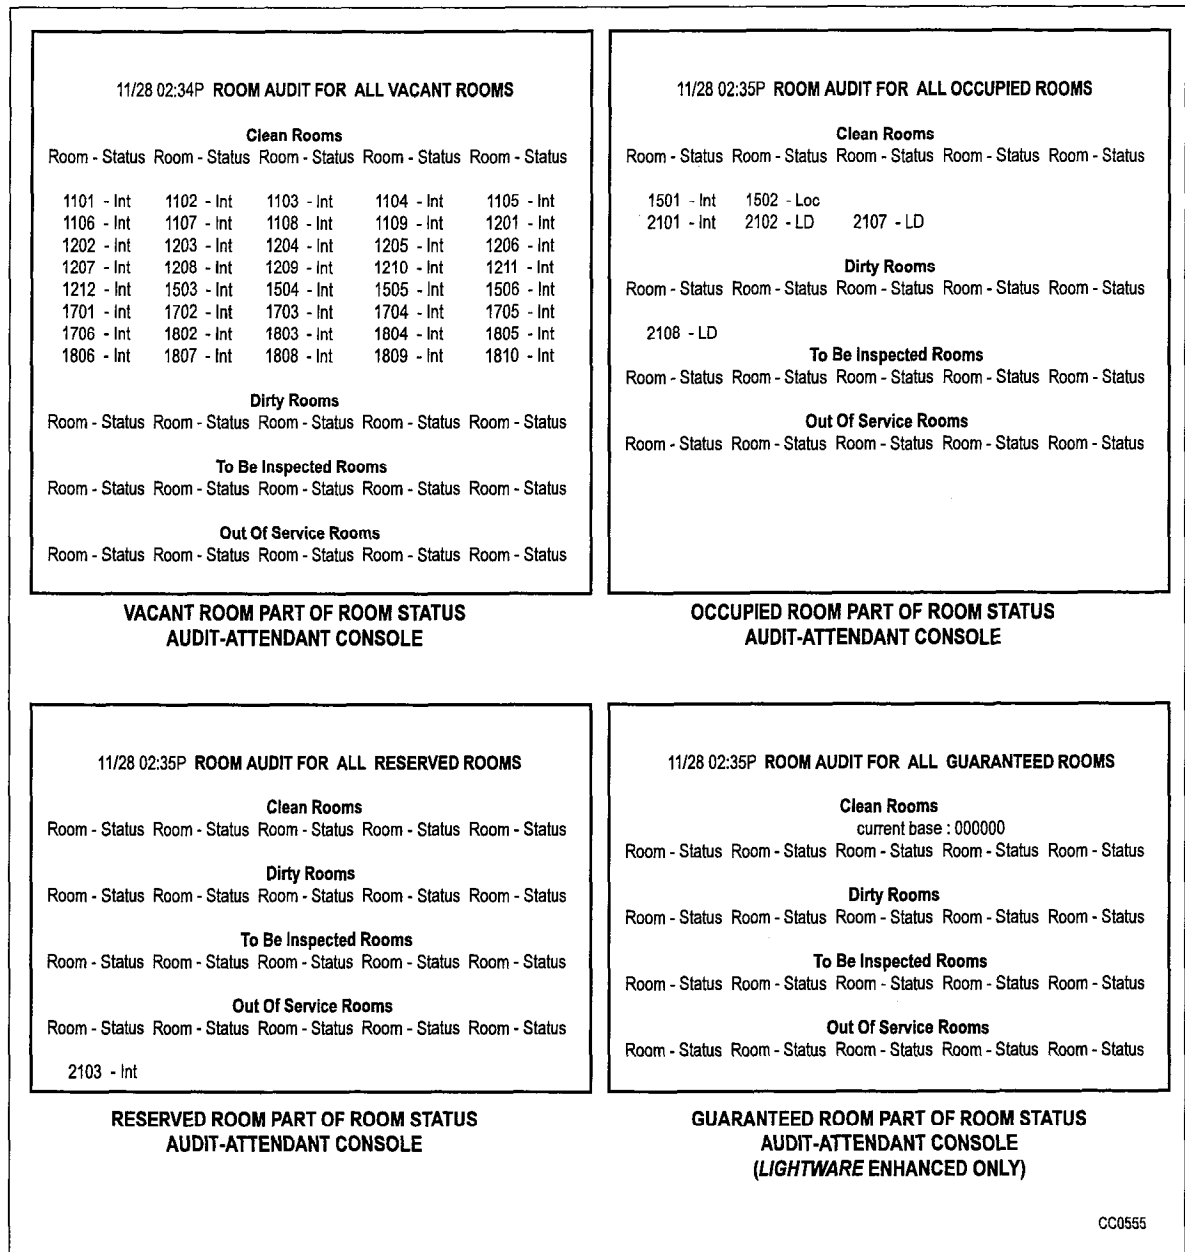 11/28 02:34P ROOM AUDIT FOR ALL VACANT ROOMS
Clean Rooms
Room - Status Room - Status Room - Status Room - Status Room - Status
1101 - Int 1102 - Int 1103 - Int 1104 - Int 1105 - Int
1106 - Int 1107 - Int 1108 - Int 1109 - Int 1201 - Int
1202 - Int 1203 - Int 1204 - Int 1205 - Int 1206 - Int
1207 - Int 1208 - Int 1209 - Int 1210 - Int 1211 - Int
1212 - Int 1503 - Int 1504 - Int 1505 - Int 1506 - Int
1701 - Int 1702 - Int 1703 - Int 1704 - Int 1705 - Int
1706 - Int 1802 - Int 1803 - Int 1804 - Int 1805 - Int
1806 - Int 1807 - Int 1808 - Int 1809 - Int 1810 - Int
Dirty Rooms
Room - Status Room - Status Room - Status Room - Status Room - Status
To Be Inspected Rooms
Room - Status Room - Status Room - Status Room - Status Room - Status
Out Of Service Rooms
Room - Status Room - Status Room - Status Room - Status Room - Status
VACANT ROOM PART OF ROOM STATUS
AUDIT-ATTENDANT CONSOLE
11/28 02:35P ROOM AUDIT FOR ALL OCCUPIED ROOMS
Clean Rooms
Room - Status Room - Status Room - Status Room - Status Room - Status
1501 - Int 1502 - Loc
2101 - Int 2102 - LD 2107 - LD
Dirty Rooms
Room - Status Room - Status Room - Status Room - Status Room - Status
2108 - LD
To Be Inspected Rooms
Room - Status Room - Status Room - Status Room - Status Room - Status
Out Of Service Rooms
Room - Status Room - Status Room - Status Room - Status Room - Status
OCCUPIED ROOM PART OF ROOM STATUS
AUDIT-ATTENDANT CONSOLE
11/28 02:35P ROOM AUDIT FOR ALL RESERVED ROOMS
Clean Rooms
Room - Status Room - Status Room - Status Room - Status Room - Status
Dirty Rooms
Room - Status Room - Status Room - Status Room - Status Room - Status
To Be Inspected Rooms
Room - Status Room - Status Room - Status Room - Status Room - Status
Out Of Service Rooms
Room - Status Room - Status Room - Status Room - Status Room - Status
2103 - Int
RESERVED ROOM PART OF ROOM STATUS
AUDIT-ATTENDANT CONSOLE
11/28 02:35P ROOM AUDIT FOR ALL GUARANTEED ROOMS
Clean Rooms
current base : 000000
Room - Status Room - Status Room - Status Room - Status Room - Status
Dirty Rooms
Room - Status Room - Status Room - Status Room - Status Room - Status
To Be Inspected Rooms
Room - Status Room - Status Room - Status Room - Status Room - Status
Out Of Service Rooms
Room - Status Room - Status Room - Status Room - Status Room - Status
GUARANTEED ROOM PART OF ROOM STATUS
AUDIT-ATTENDANT CONSOLE
(LIGHTWARE ENHANCED ONLY)
CC0555